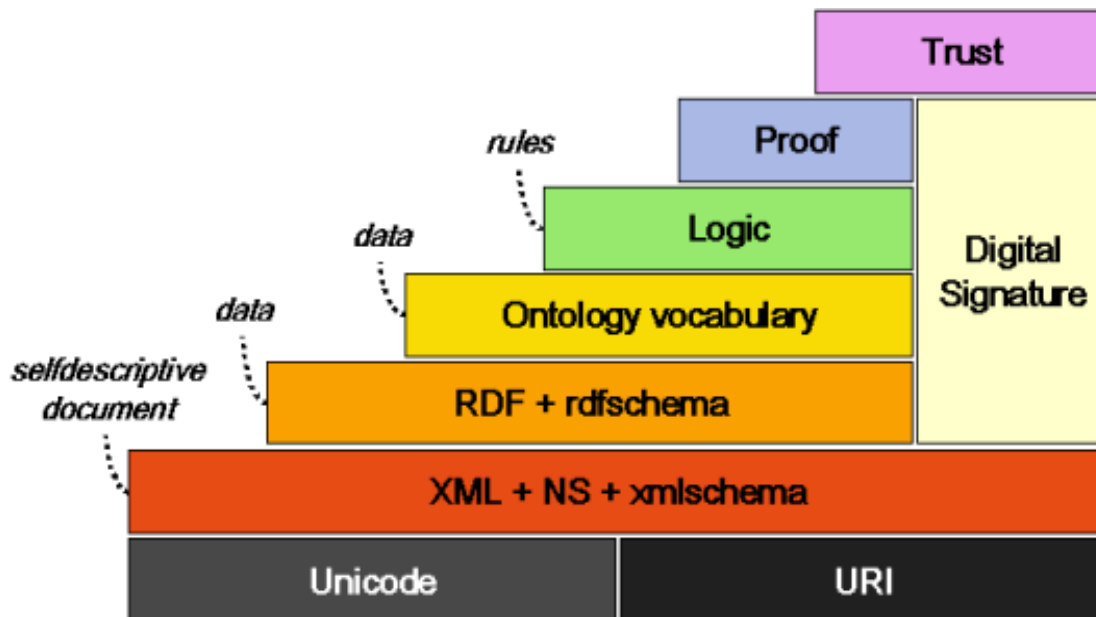 Trust
rules
Proof
data
Logic
Digital
Signature
data
Ontology vocabulary
selfdescriptive
document
RDF + rdfschema
XML + NS + xmlschema
Unicode
URI